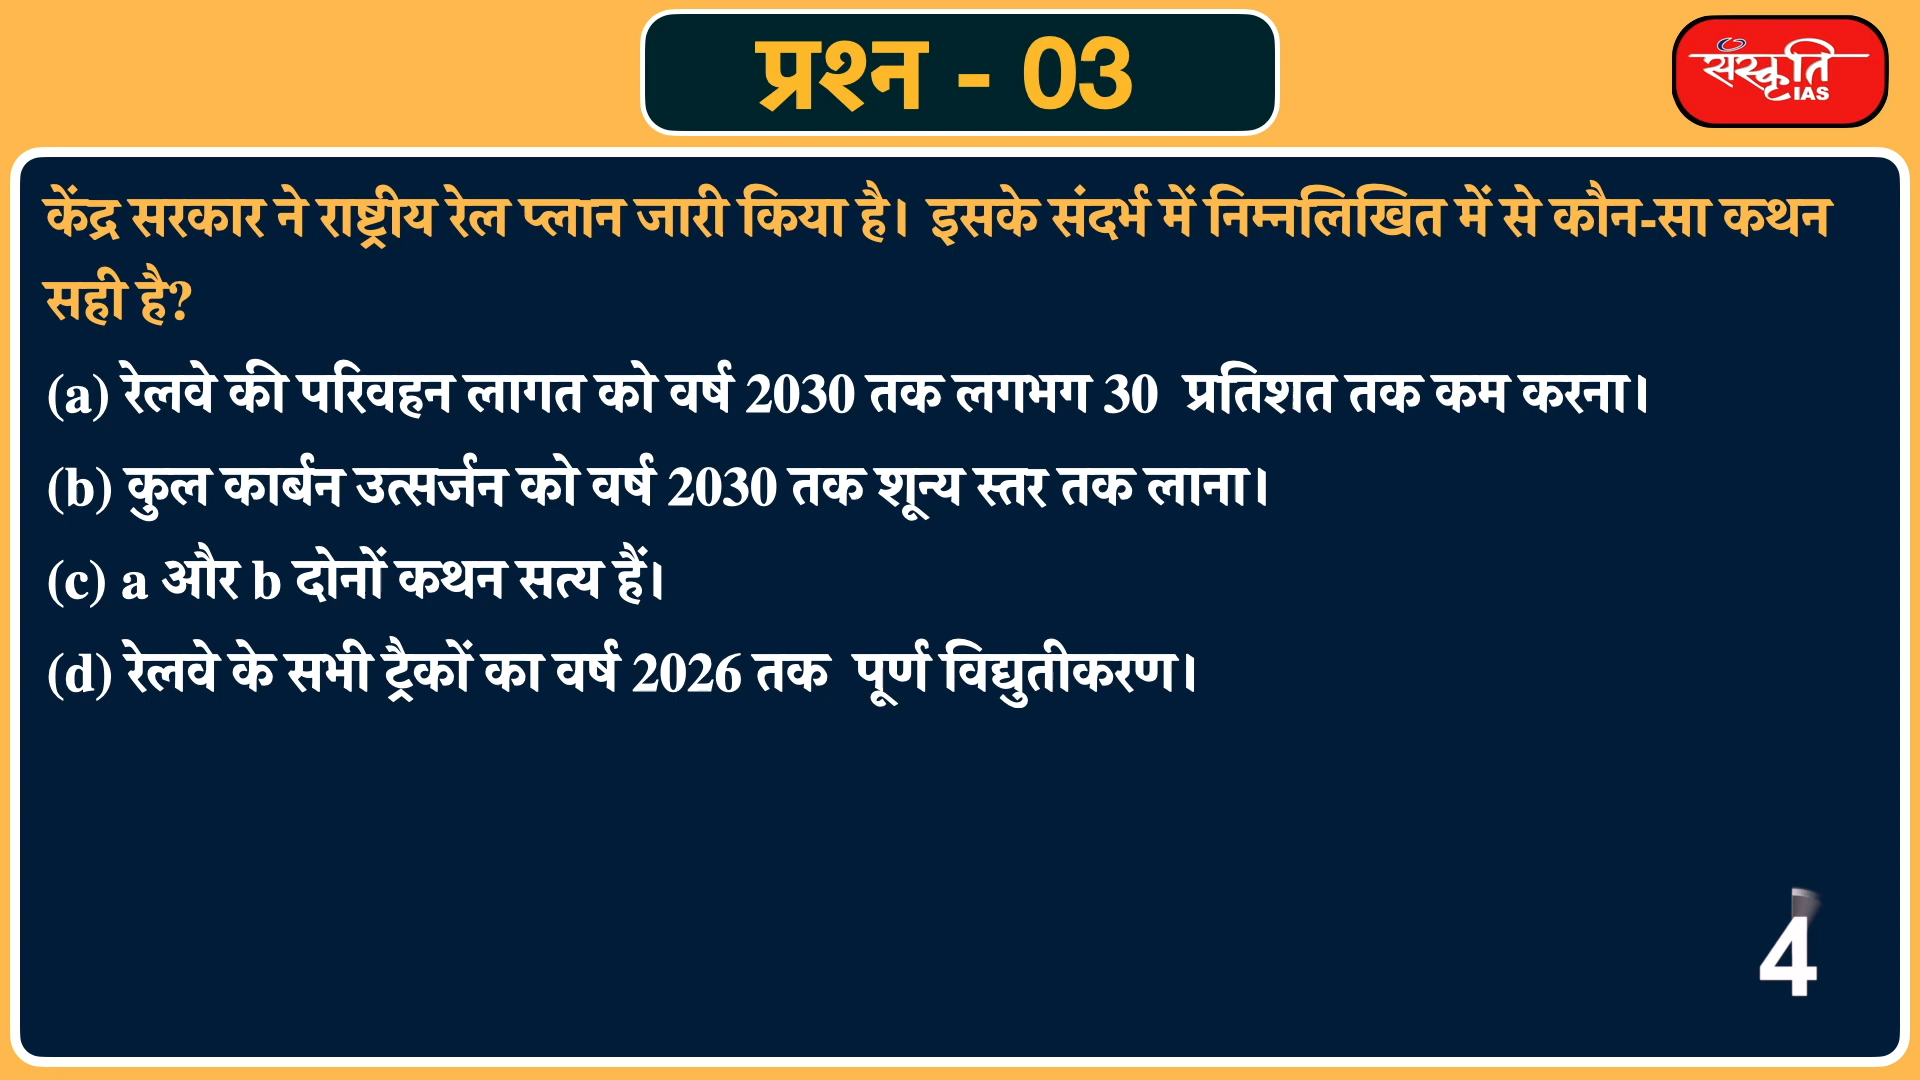 प्रश्न - 03
संस्कृति
IAS
केंद्र सरकार ने राष्ट्रीय रेल प्लान जारी किया है। इसके संदर्भ में निम्नलिखित में से कौन-सा कथन
सही है?
(a) रेलवे की परिवहन लागत को वर्ष 2030 तक लगभग 30 प्रतिशत तक कम करना।
(b) कुल कार्बन उत्सर्जन को वर्ष 2030 तक शून्य स्तर तक लाना।
(c) a और b दोनों कथन सत्य हैं।
(d) रेलवे के सभी ट्रैकों का वर्ष 2026 तक पूर्ण विद्युतीकरण।
4